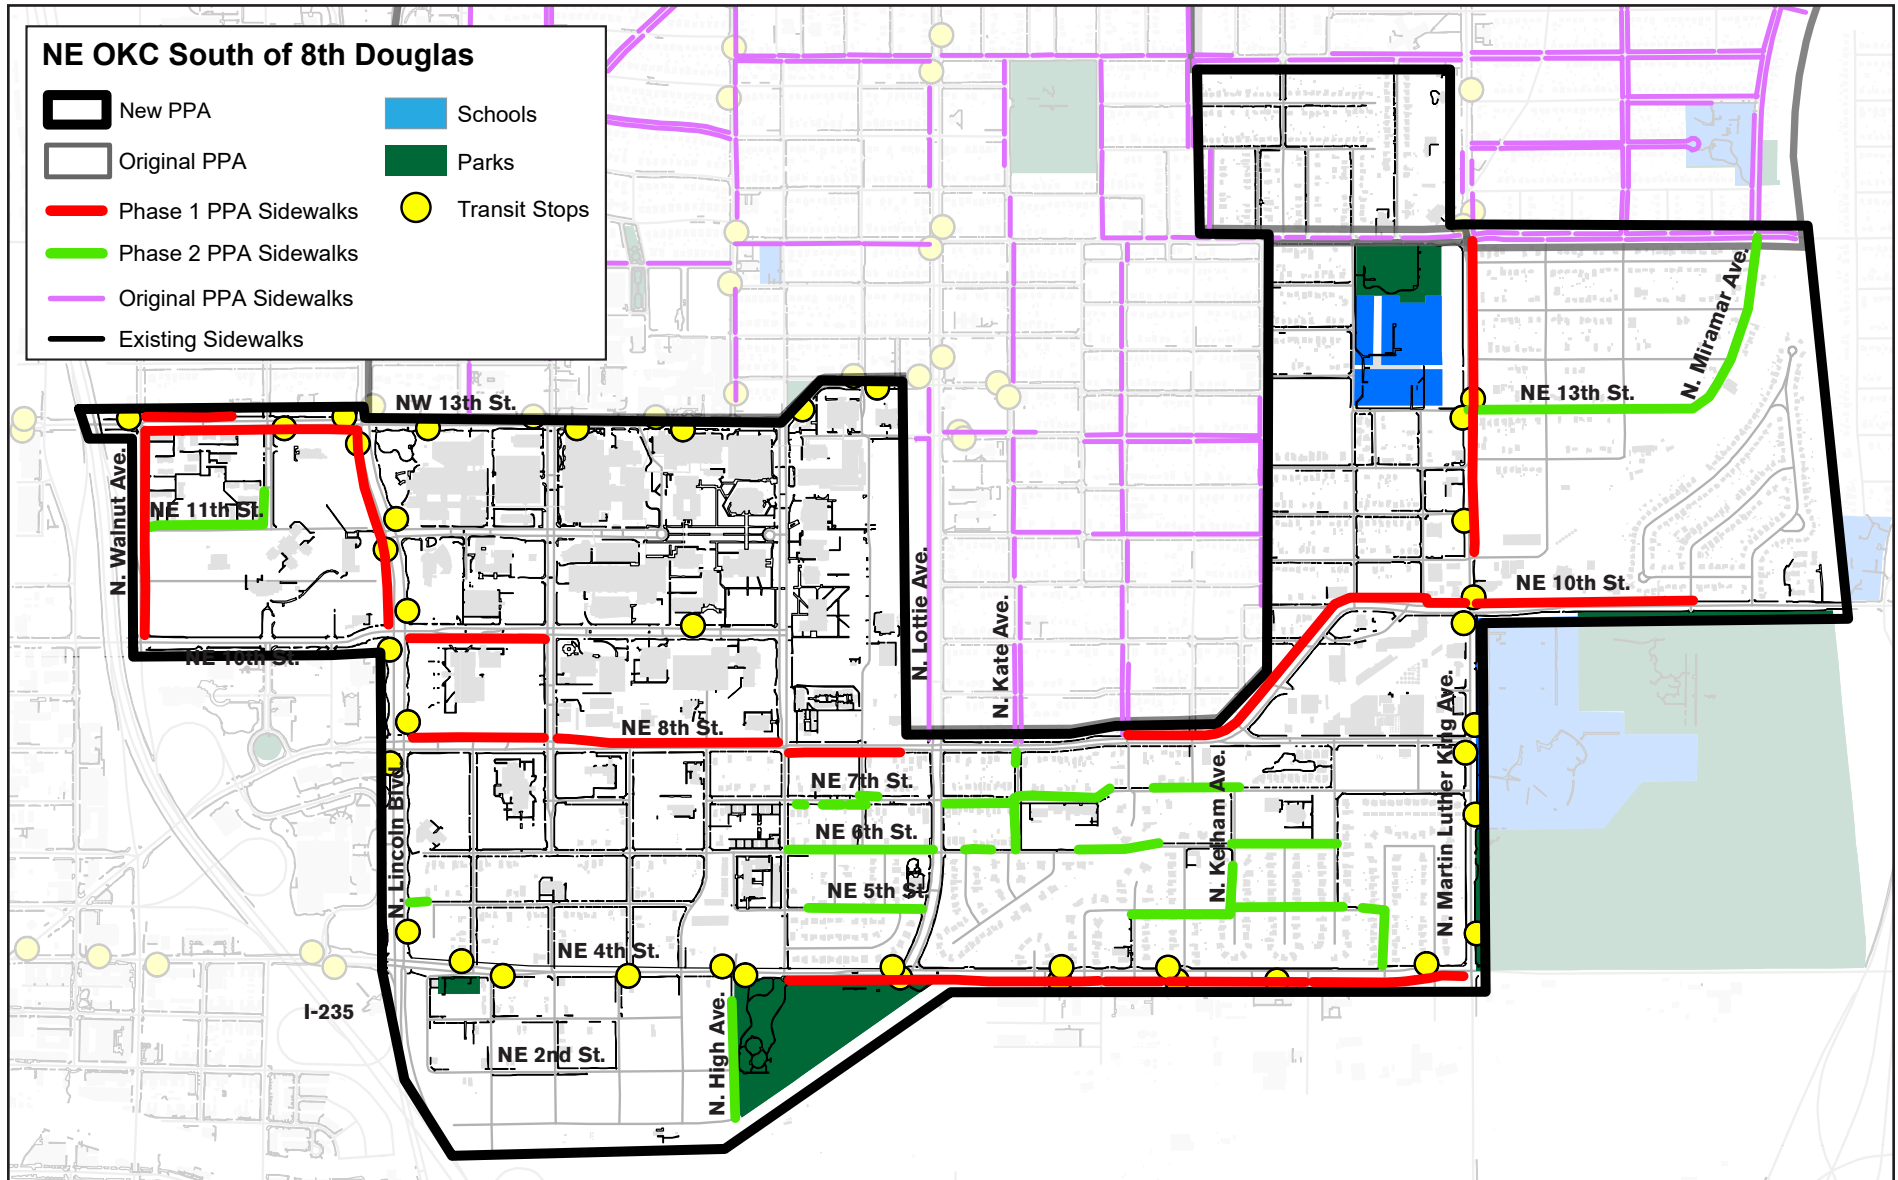 NE OKC South of 8th Douglas
New PPA
Original PPA
Phase 1 PPA Sidewalks
Phase 2 PPA Sidewalks
Original PPA Sidewalks
Existing Sidewalks
Schools
Parks
Transit Stops
NW 13th St.
N. Miramar Ave.
NE 13th St.
N. Walnut Ave.
NE 11th St.
N. Lottie Ave.
NE 10th St.
N. Kate Ave.
NE 10th St.
NE 8th St.
N. Martin Luther King Ave.
N. Lincoln Blvd
NE 7th St.
N. Kelham Ave.
NE 6th St.
NE 5th St
NE 4th St.
I-235
N. High Ave.
NE 2nd St.